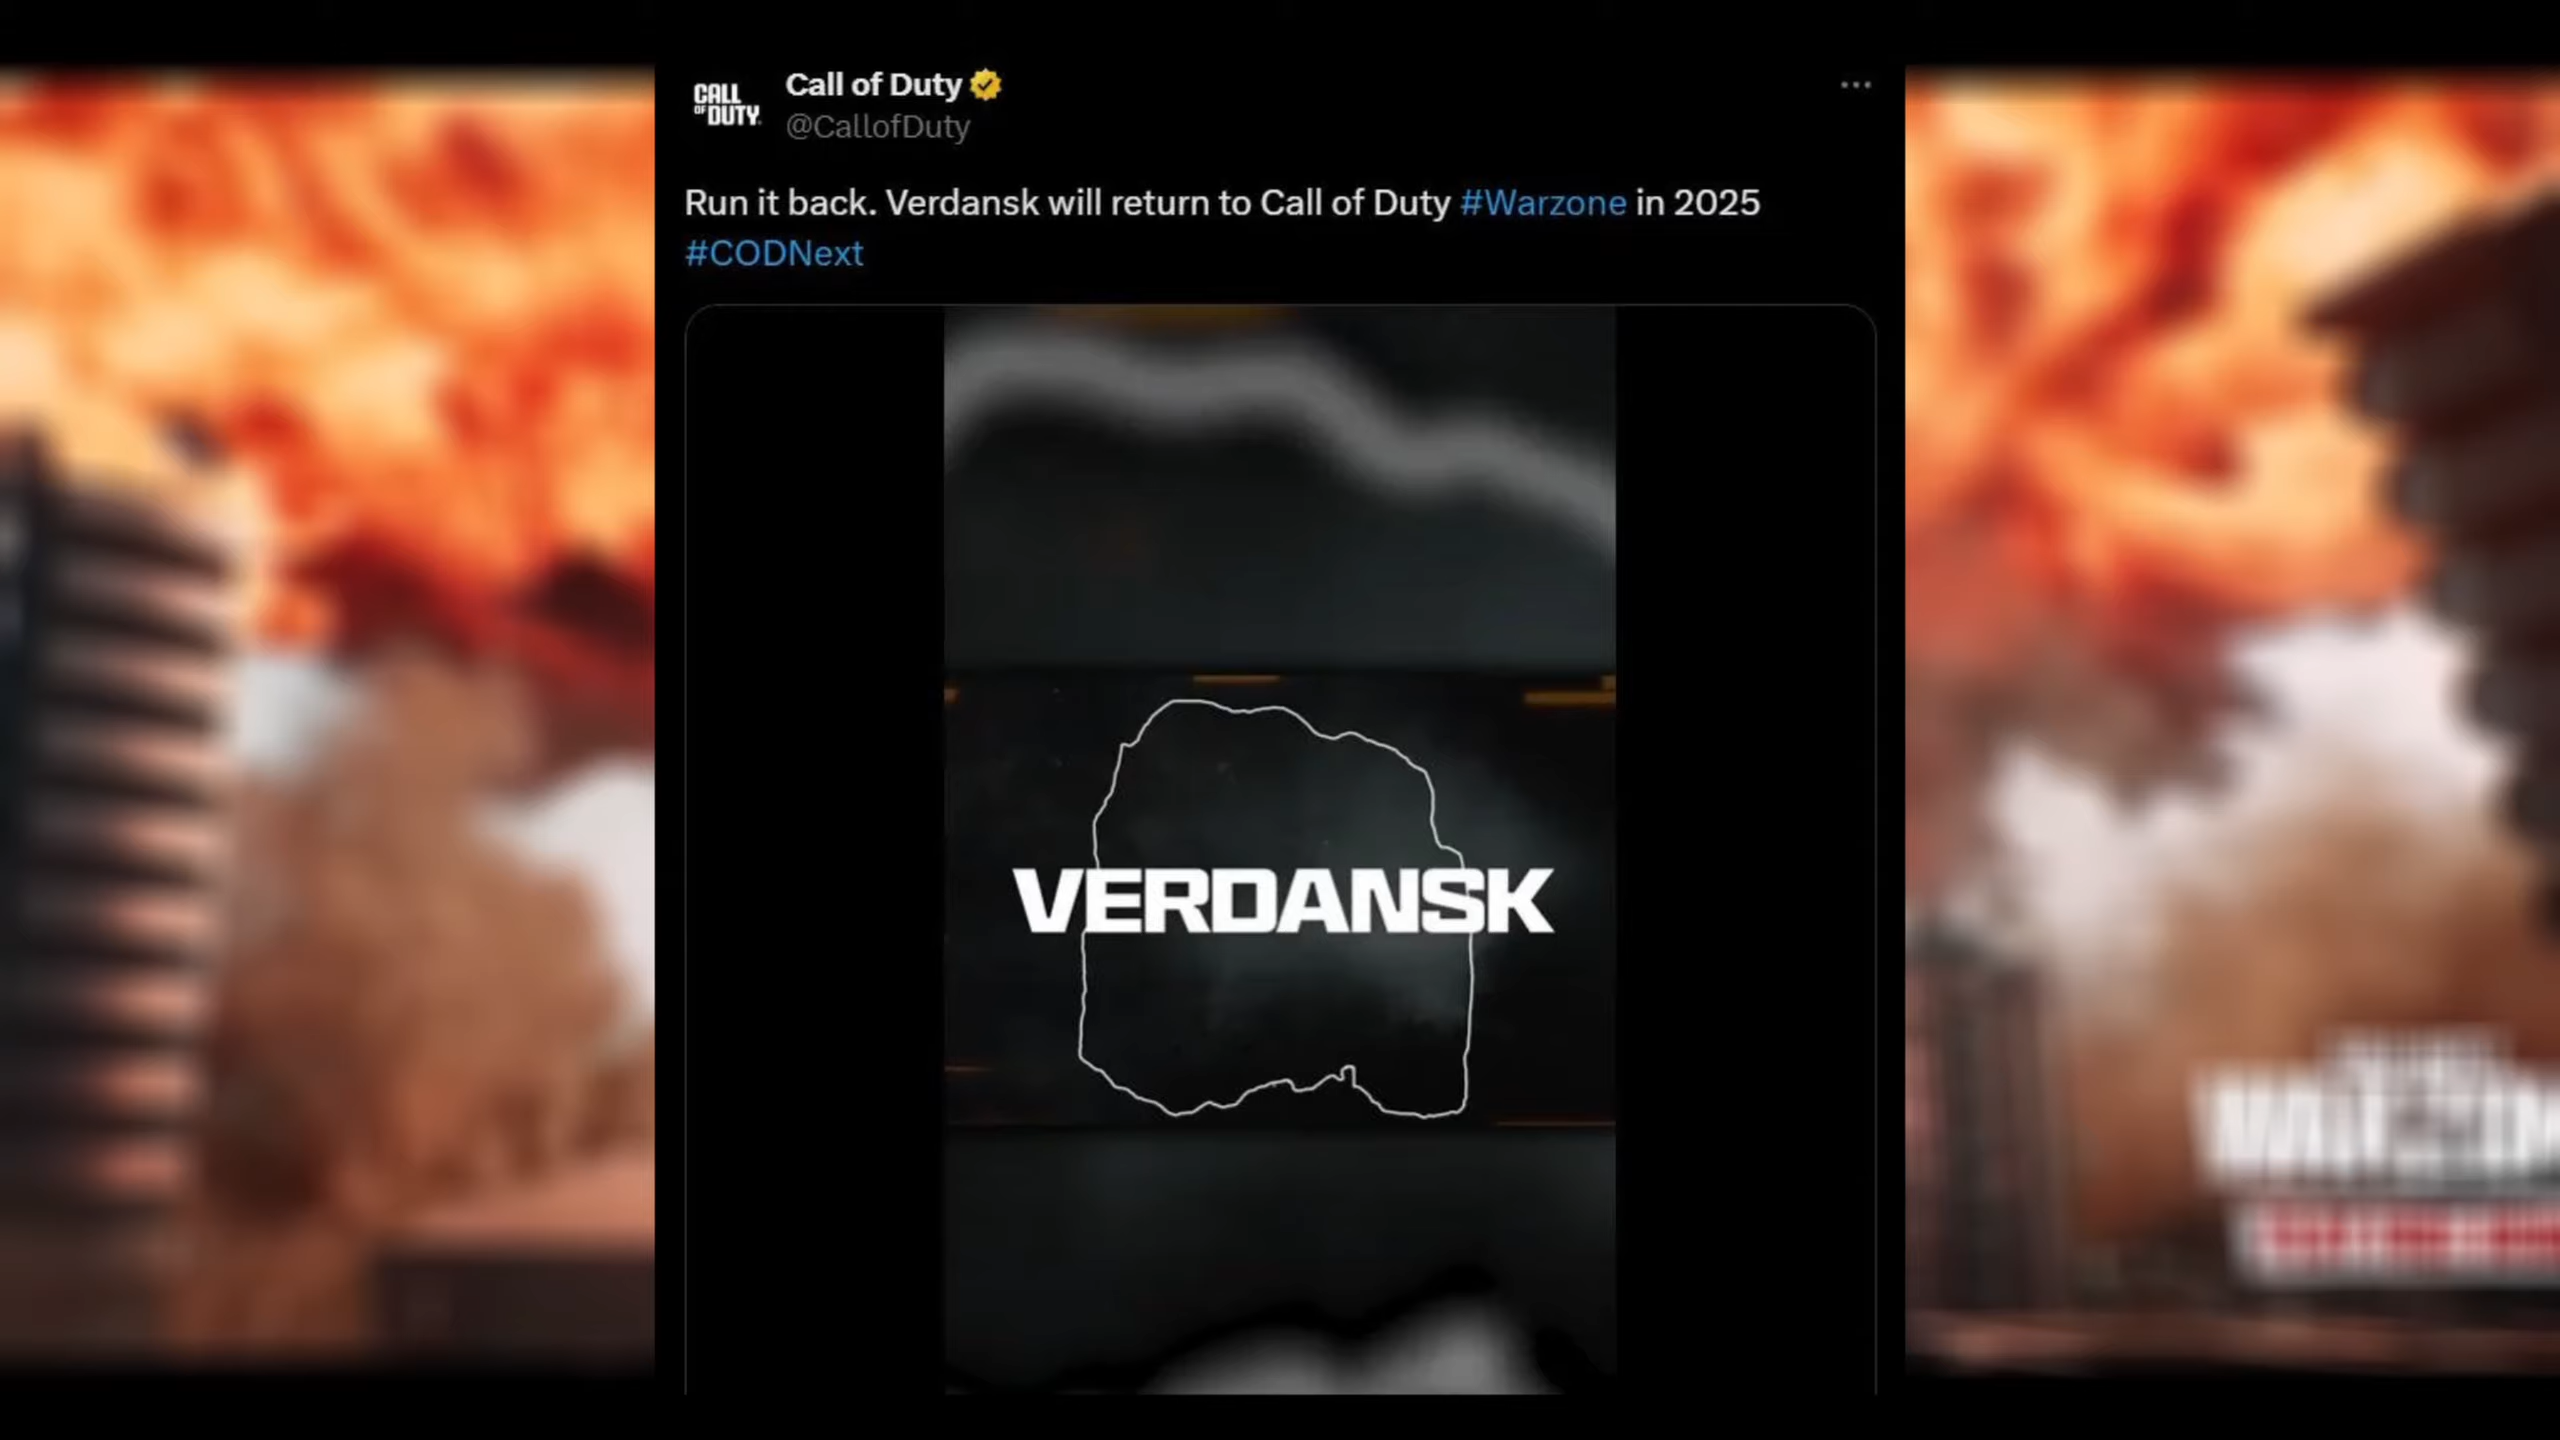 CALL
OF DUTY
Call of Duty
@CallofDuty
Run it back. Verdansk will return to Call of Duty #Warzone in 2025
#CODNext
VERDANSK